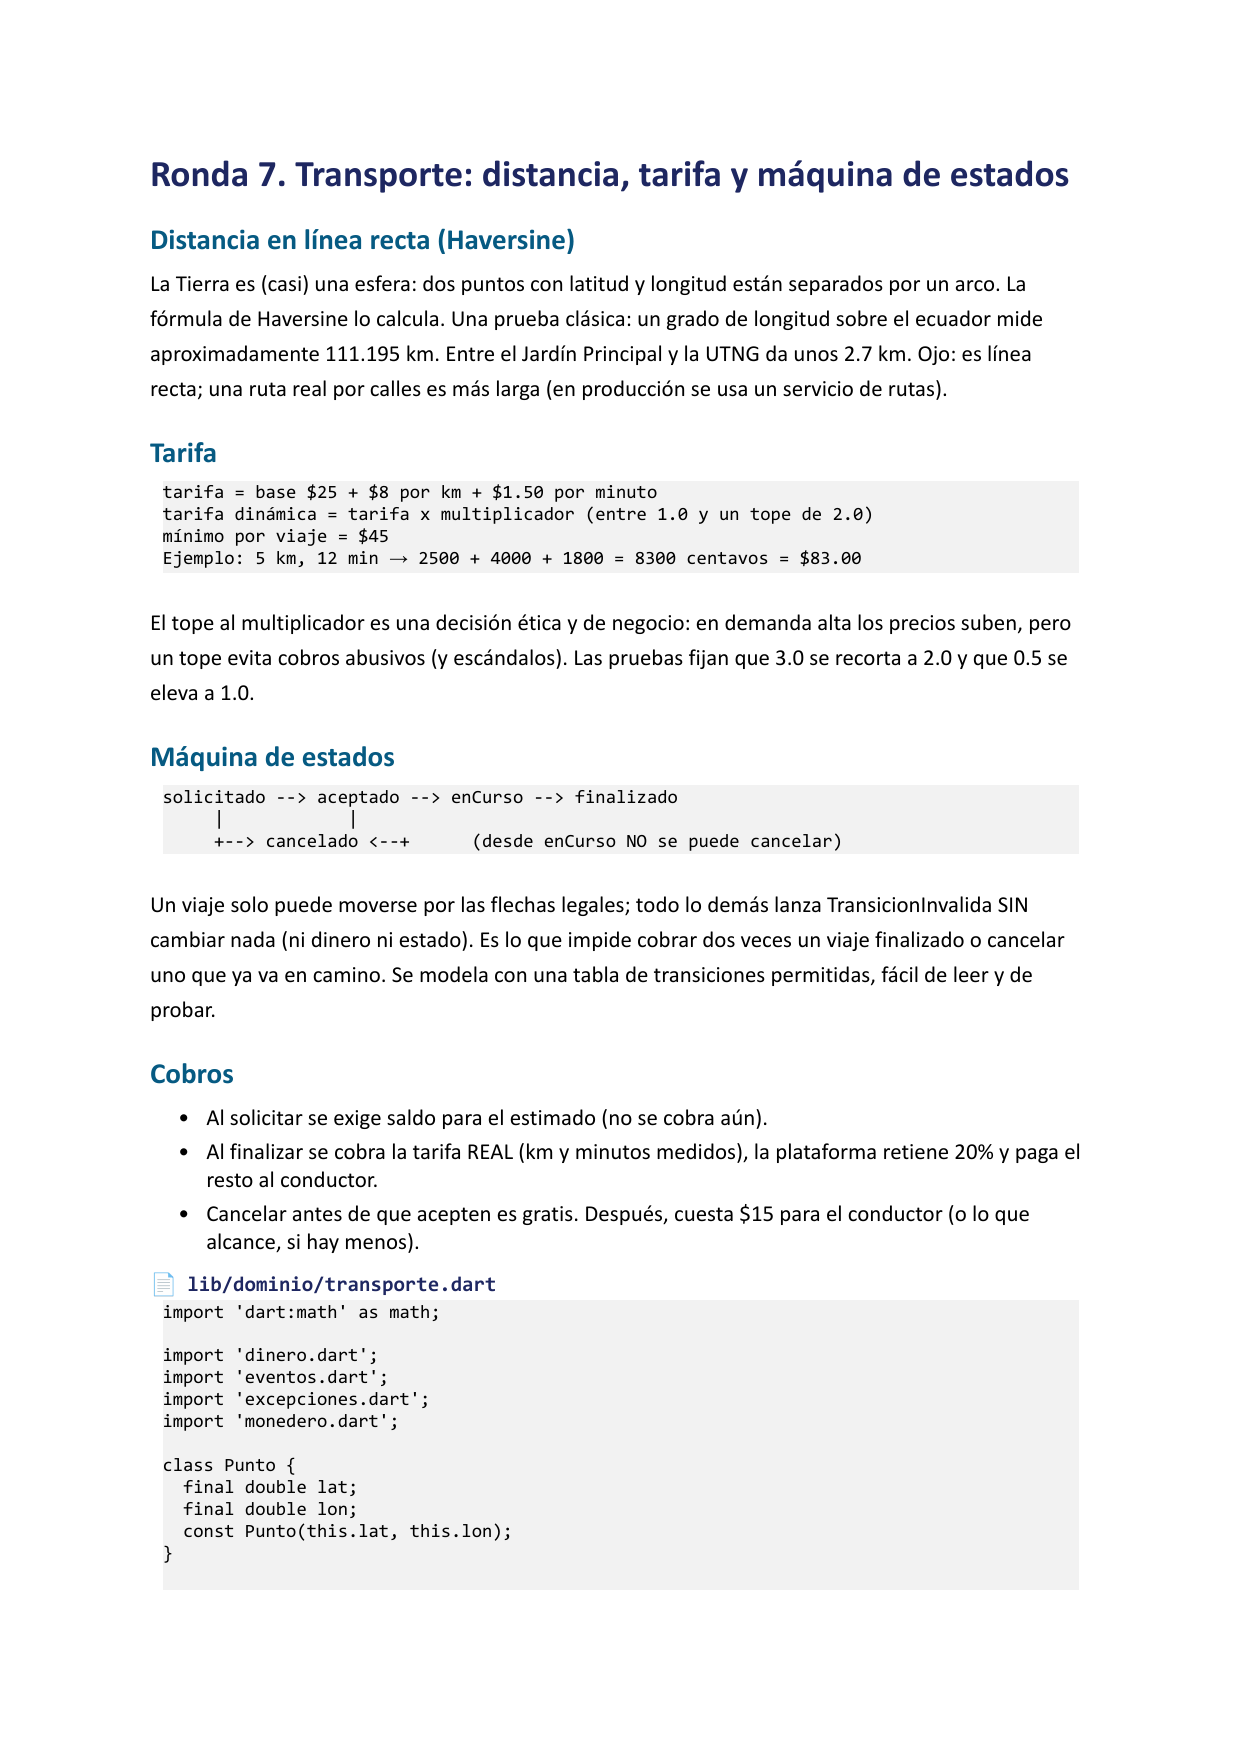 Ronda 7. Transporte: distancia, tarifa y máquina de estados
Distancia en línea recta (Haversine)
La Tierra es (casi) una esfera: dos puntos con latitud y longitud están separados por un arco. La
fórmula de Haversine lo calcula. Una prueba clásica: un grado de longitud sobre el ecuador mide
aproximadamente 111.195 km. Entre el Jardín Principal y la UTNG da unos 2.7 km. Ojo: es línea
recta; una ruta real por calles es más larga (en producción se usa un servicio de rutas).
Tarifa
tarifa = base $25 + $8 por km + $1.50 por minuto
tarifa dinámica = tarifa x multiplicador (entre 1.0 y un tope de 2.0)
mínimo por viaje = $45
Ejemplo: 5 km, 12 min → 2500 + 4000 + 1800 = 8300 centavos = $83.00
El tope al multiplicador es una decisión ética y de negocio: en demanda alta los precios suben, pero
un tope evita cobros abusivos (y escándalos). Las pruebas fijan que 3.0 se recorta a 2.0 y que 0.5 se
eleva a 1.0.
Máquina de estados
solicitado --> aceptado --> enCurso --> finalizado
     |            |
     +--> cancelado <--+      (desde enCurso NO se puede cancelar)
Un viaje solo puede moverse por las flechas legales; todo lo demás lanza TransicionInvalida SIN
cambiar nada (ni dinero ni estado). Es lo que impide cobrar dos veces un viaje finalizado o cancelar
uno que ya va en camino. Se modela con una tabla de transiciones permitidas, fácil de leer y de
probar.
Cobros
• Al solicitar se exige saldo para el estimado (no se cobra aún).
• Al finalizar se cobra la tarifa REAL (km y minutos medidos), la plataforma retiene 20% y paga el
resto al conductor.
• Cancelar antes de que acepten es gratis. Después, cuesta $15 para el conductor (o lo que
alcance, si hay menos).
📄 lib/dominio/transporte.dart
import 'dart:math' as math;
import 'dinero.dart';
import 'eventos.dart';
import 'excepciones.dart';
import 'monedero.dart';
class Punto {
  final double lat;
  final double lon;
  const Punto(this.lat, this.lon);
}